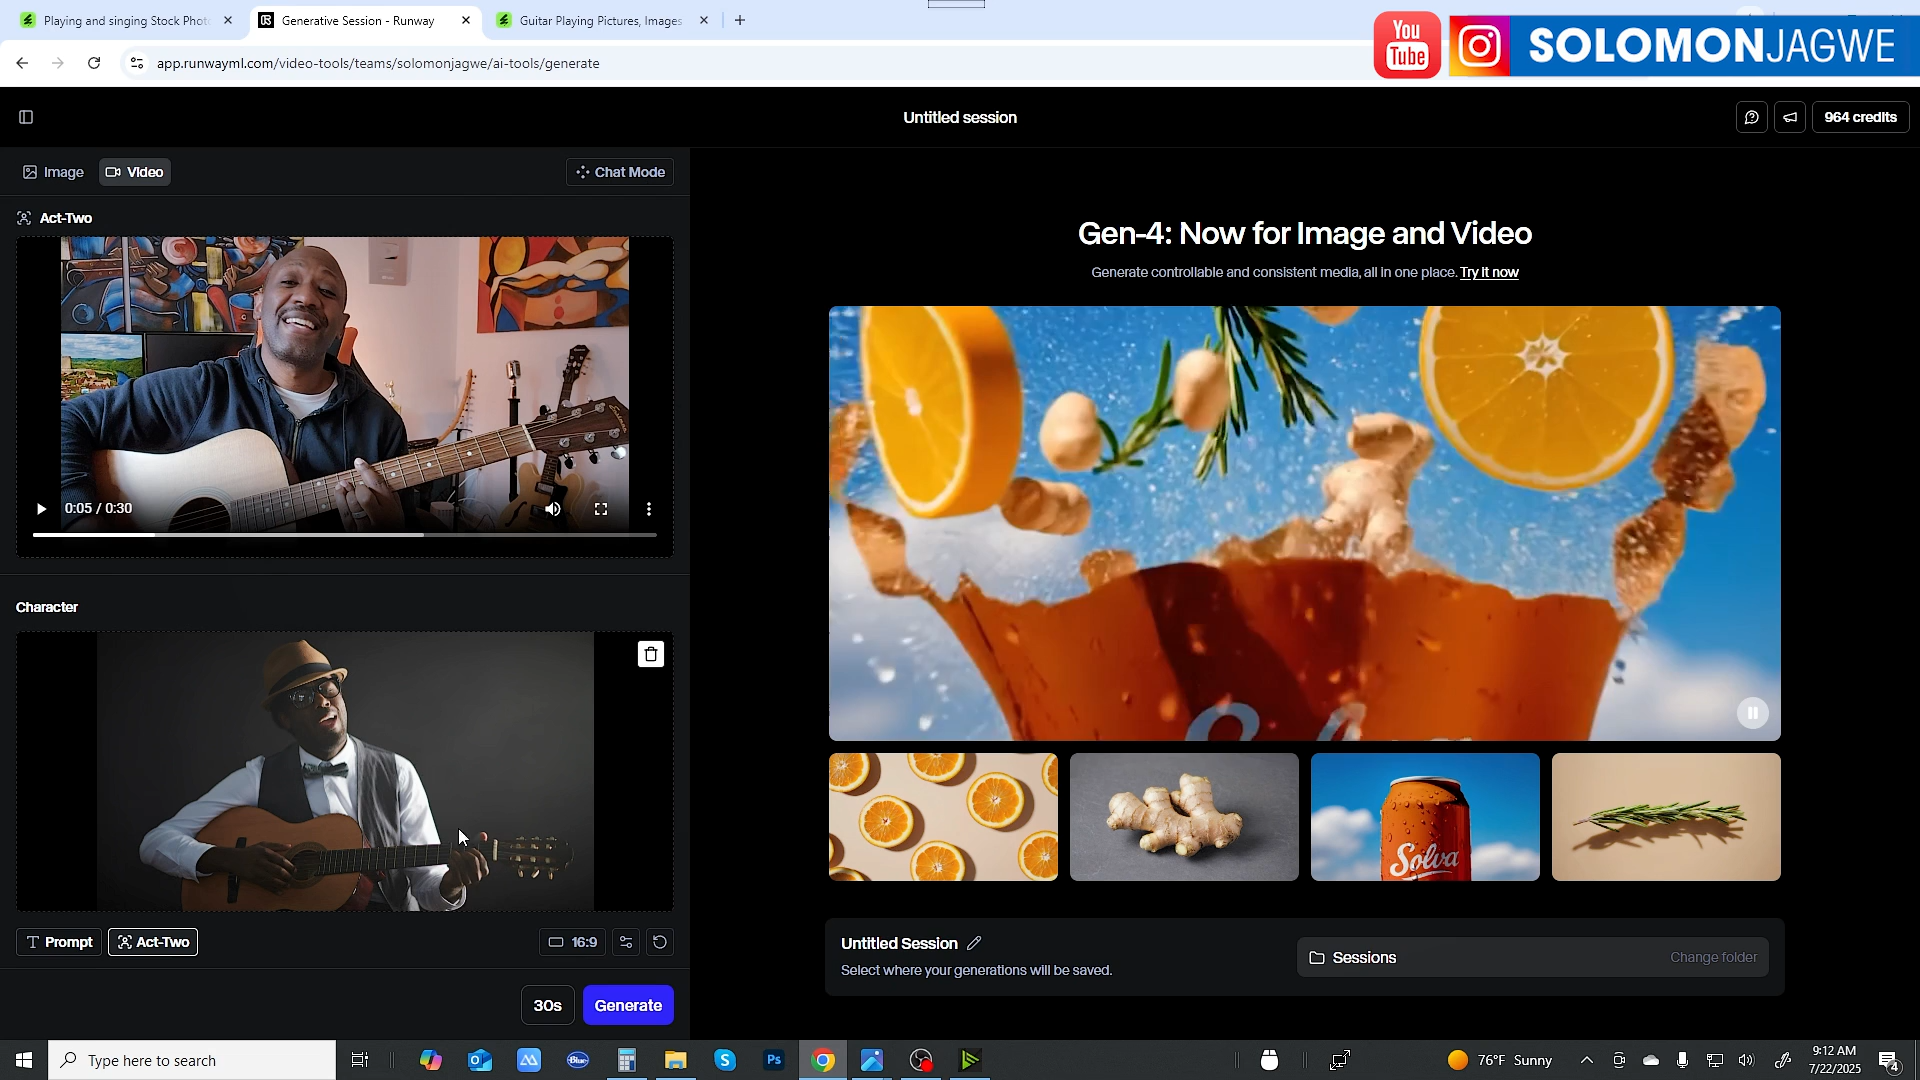 Playing and singing Stock Phot
Generative Session - Runway
Guitar Playing Pictures, Images
You
Tube
SOLOMONJAGWE
app.runwayml.com/video-tools/teams/solomonjagwe/ai-tools/generate
Untitled session
964 credits
Image
Video
Chat Mode
Act-Two
0:05 / 0:30
Character
T Prompt
Act-Two
16:9
30s
Generate
Gen-4: Now for Image and Video
Generate controllable and consistent media, all in one place. Try it now
Solva
Untitled Session
Select where your generations will be saved.
Sessions
Change folder
Type here to search
Blue
Ps
76°F Sunny
9:12 AM
7/22/2025
4